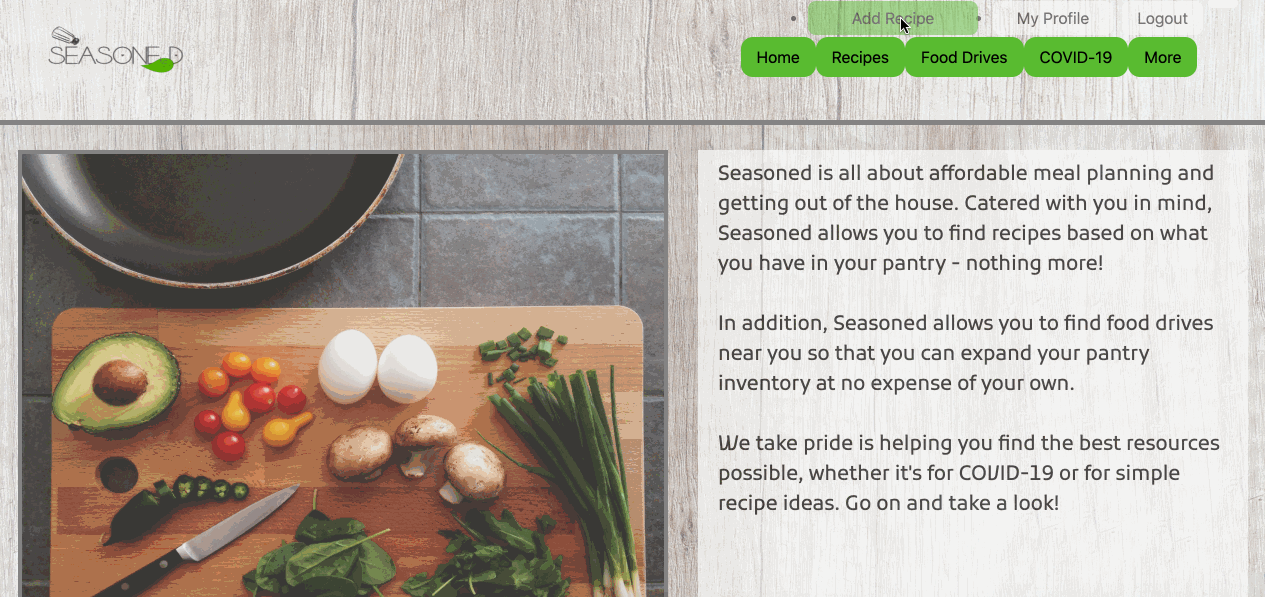 Add Recipe My Profile Logout
SEASONE-D
Home Recipes Food Drives COVID-19 More
Seasoned is all about affordable meal planning and
getting out of the house. Catered with you in mind,
Seasoned allows you to find recipes based on what
you have in your pantry - nothing more!
In addition, Seasoned allows you to find food drives
near you so that you can expand your pantry
inventory at no expense of your own.
We take pride is helping you find the best resources
possible, whether it's for COVID-19 or for simple
recipe ideas. Go on and take a look!